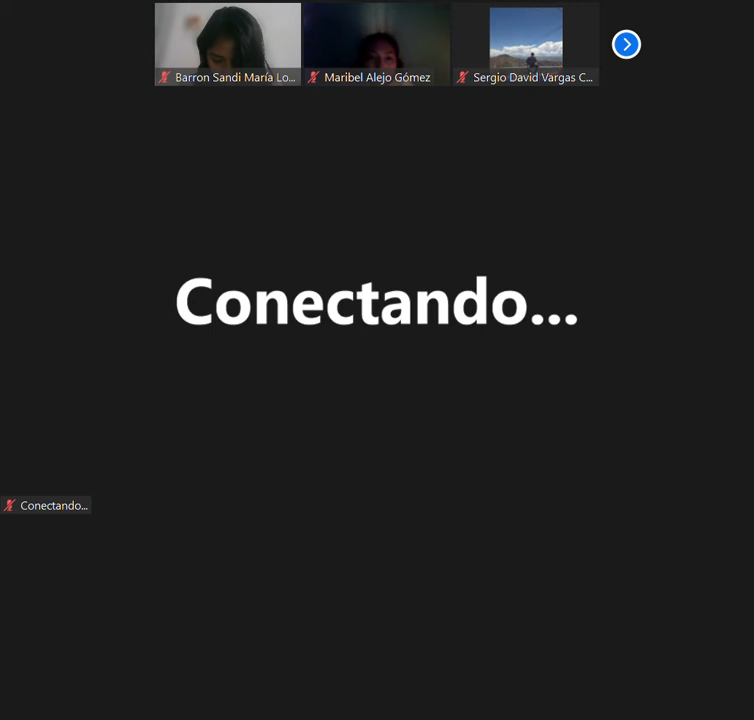 Barron Sandi María Lo...
Maribel Alejo Gómez
Sergio David Vargas C...
Conectando...
Conectando...